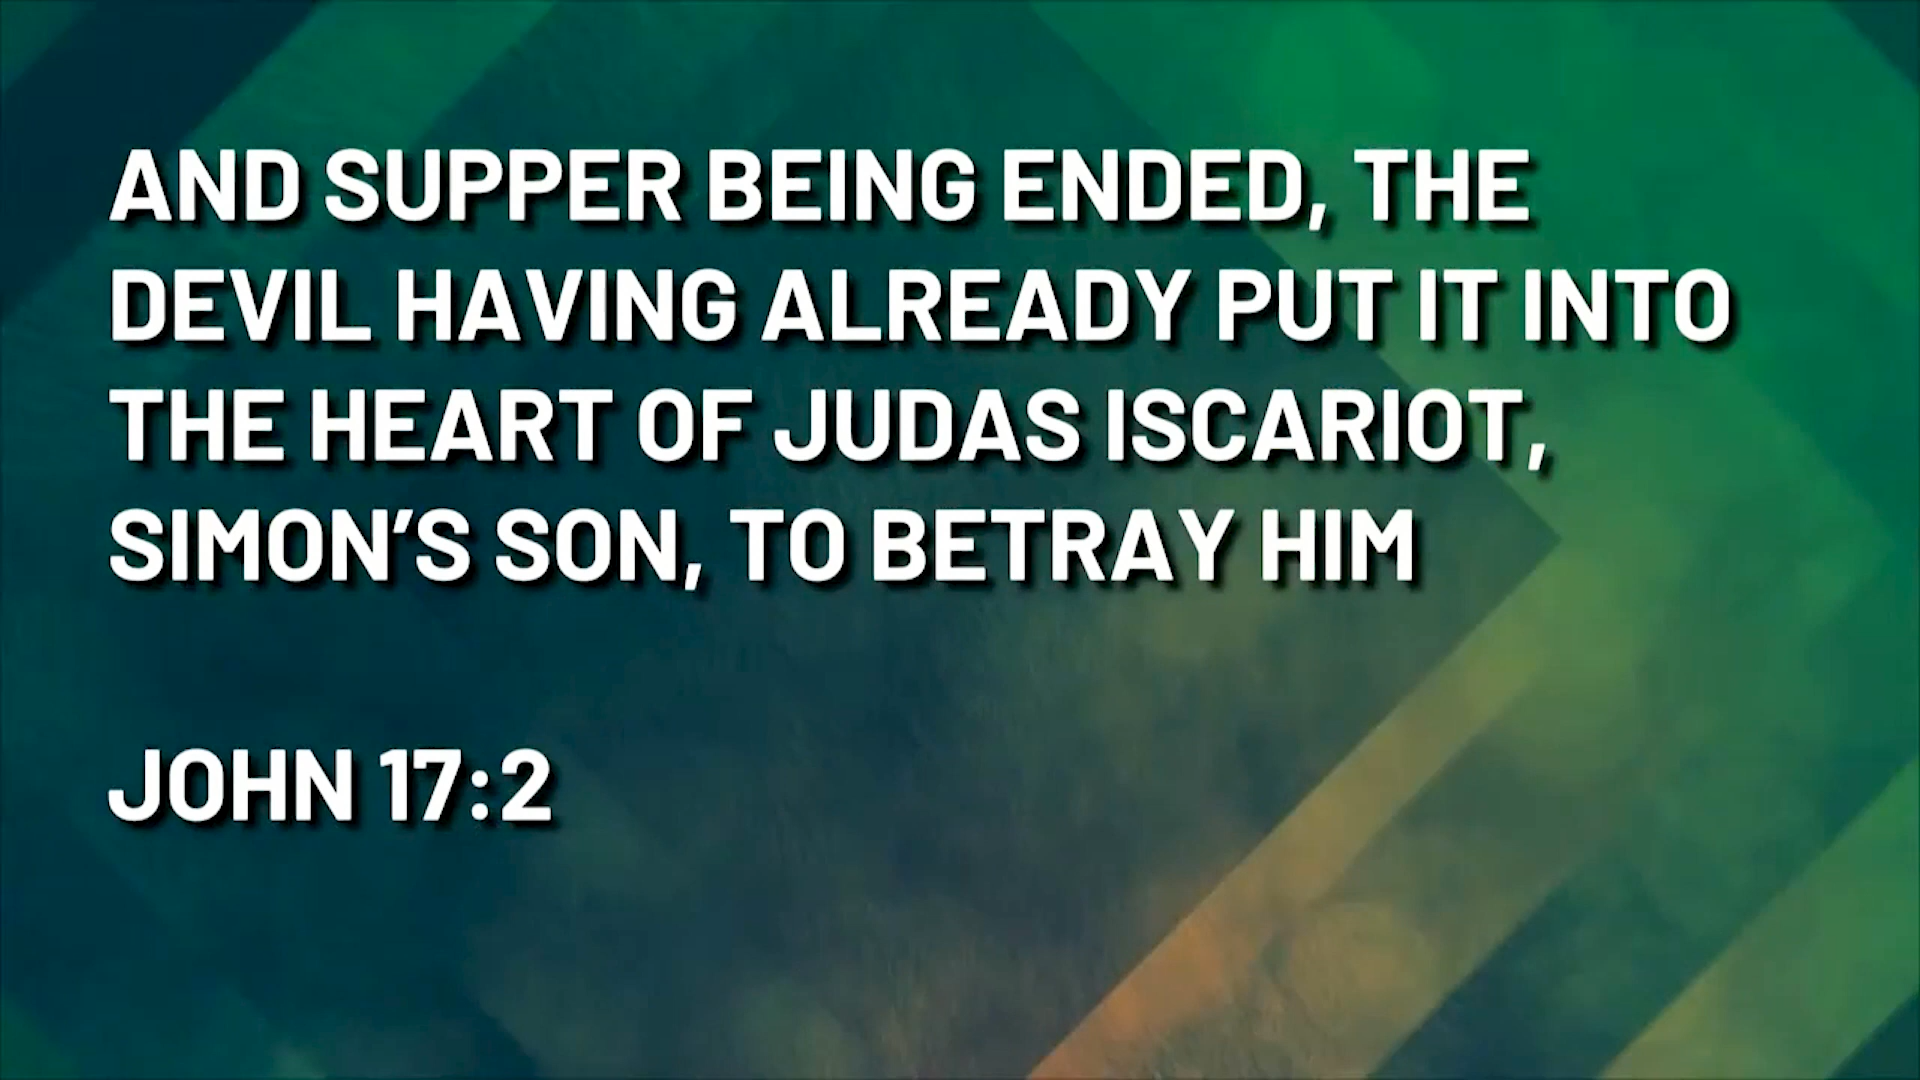 AND SUPPER BEING ENDED, THE
DEVIL HAVING ALREADY PUT IT INTO
THE HEART OF JUDAS ISCARIOT,
SIMON’S SON, TO BETRAY HIM
JOHN 17:2